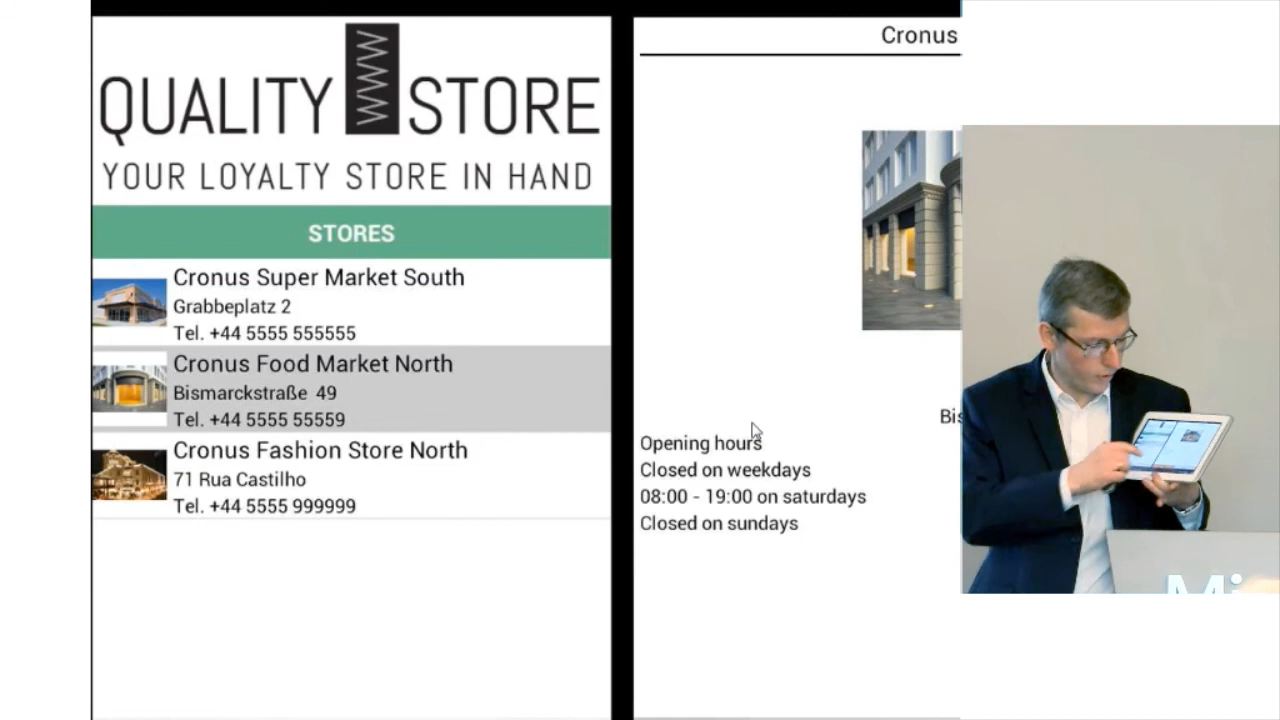 QUALITY STORE
YOUR LOYALTY STORE IN HAND
STORES
Cronus Super Market South
Grabbeplatz 2
Tel. +44 5555 555555
Cronus Food Market North
Bismarckstraße 49
Tel. +44 5555 55559
Cronus Fashion Store North
71 Rua Castilho
Tel. +44 5555 999999
Cronus
Bis
Opening hours
Closed on weekdays
08:00 - 19:00 on saturdays
Closed on sundays
Mi